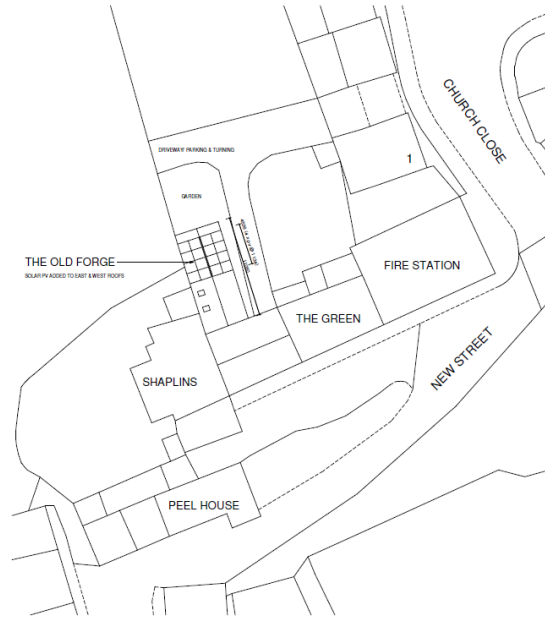 CHURCH CLOSE
DRIVEWAY/ PARKING & TURNING
1
GARDEN
THE OLD FORGE
SOLAR PV ADDED TO EAST & WEST ROOFS
FIRE STATION
THE GREEN
NEW STREET
SHAPLINS
PEEL HOUSE